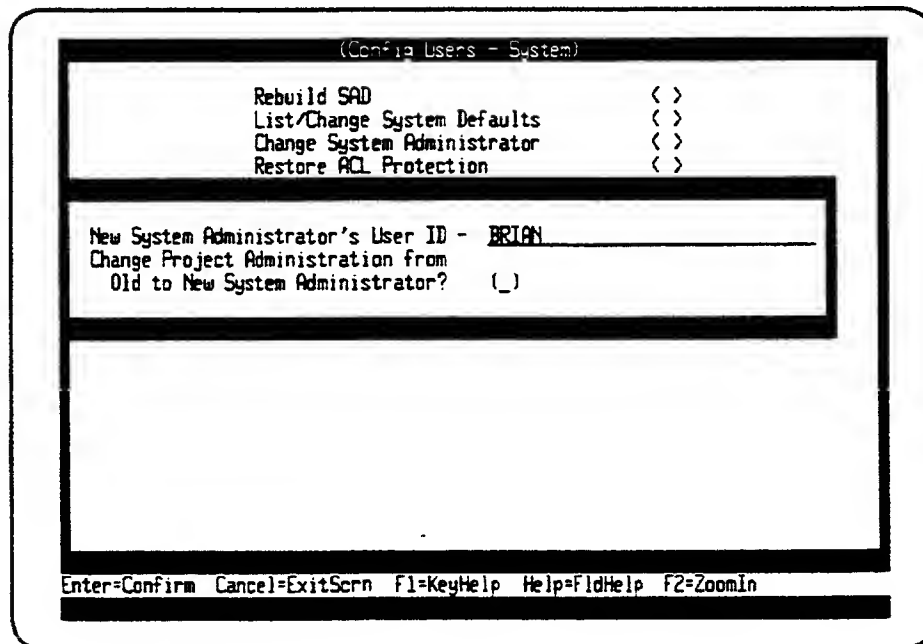 (Config Users - System)
Rebuild SAD < >
List/Change System Defaults < >
Change System Administrator < >
Restore ACL Protection < >
New System Administrator's User ID - BRIAN
Change Project Administration from
Old to New System Administrator? (_)
Enter=Confirm Cancel=ExitScrn F1=KeyHelp Help=FldHelp F2=ZoomIn